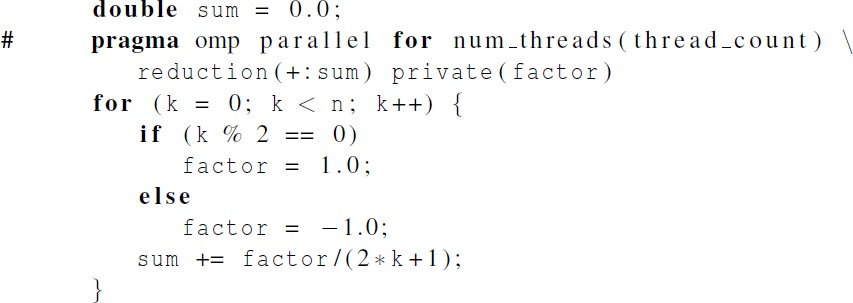 double sum = 0.0;
# pragma omp parallel for num_threads(thread_count) \
reduction(+:sum) private(factor)
for (k = 0; k < n; k++) {
if (k % 2 == 0)
factor = 1.0;
else
factor = −1.0;
sum += factor/(2*k+1);
}